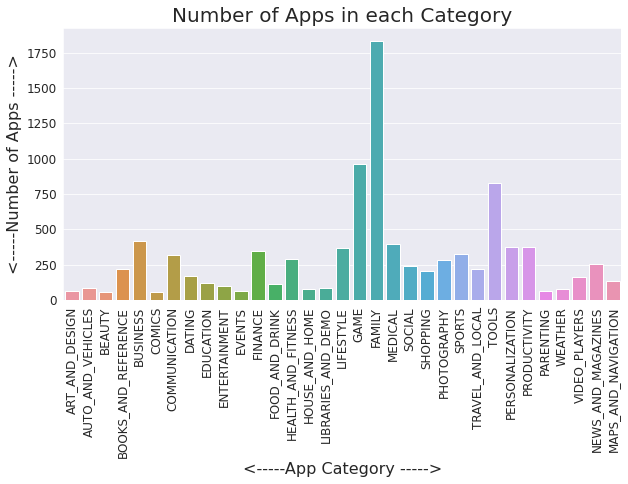 Number of Apps in each Category
<-----Number of Apps ----->
1750
1500
1250
1000
750
500
250
0
ART_AND_DESIGN
AUTO_AND_VEHICLES
BEAUTY
BOOKS_AND_REFERENCE
BUSINESS
COMICS
COMMUNICATION
DATING
EDUCATION
ENTERTAINMENT
EVENTS
FINANCE
FOOD_AND_DRINK
HEALTH_AND_FITNESS
HOUSE_AND_HOME
LIBRARIES_AND_DEMO
LIFESTYLE
GAME
FAMILY
MEDICAL
SOCIAL
SHOPPING
PHOTOGRAPHY
SPORTS
TRAVEL_AND_LOCAL
TOOLS
PERSONALIZATION
PRODUCTIVITY
PARENTING
WEATHER
VIDEO_PLAYERS
NEWS_AND_MAGAZINES
MAPS_AND_NAVIGATION
<-----App Category ----->